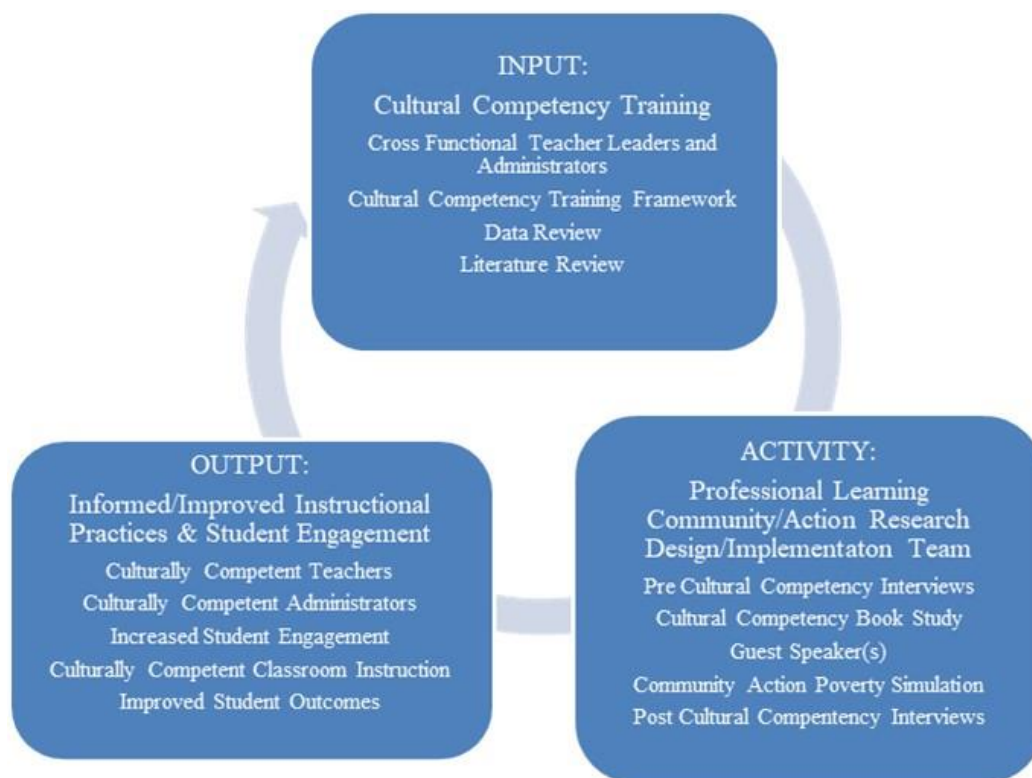 INPUT:
Cultural Competency Training
Cross Functional Teacher Leaders and
Administrators
Cultural Competency Training Framework
Data Review
Literature Review
OUTPUT:
Informed/Improved Instructional
Practices & Student Engagement
Culturally Competent Teachers
Culturally Competent Administrators
Increased Student Engagement
Culturally Competent Classroom Instruction
Improved Student Outcomes
ACTIVITY:
Professional Learning
Community/Action Research
Design/Implementaton Team
Pre Cultural Competency Interviews
Cultural Competency Book Study
Guest Speaker(s)
Community Action Poverty Simulation
Post Cultural Compentency Interviews